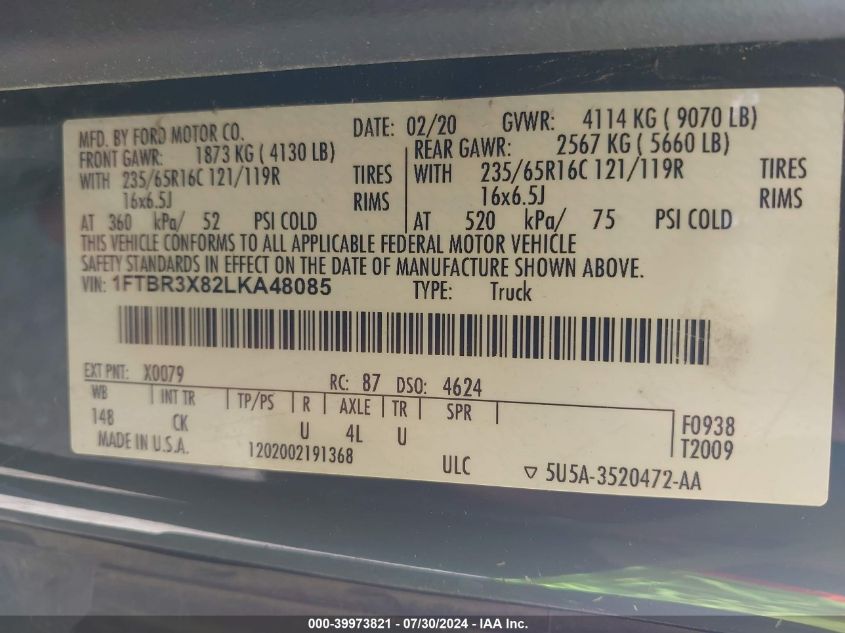 MFD. BY FORD MOTOR CO. DATE: 02/20 GVWR: 4114 KG ( 9070 LB)
FRONT GAWR: 1873 KG ( 4130 LB) REAR GAWR: 2567 KG ( 5660 LB)
WITH 235/65R16C 121/119R TIRES WITH 235/65R16C 121/119R TIRES
16x6.5J RIMS 16x6.5J RIMS
AT 360 kPa/ 52 PSI COLD AT 520 kPa/ 75 PSI COLD
THIS VEHICLE CONFORMS TO ALL APPLICABLE FEDERAL MOTOR VEHICLE
SAFETY STANDARDS IN EFFECT ON THE DATE OF MANUFACTURE SHOWN ABOVE.
VIN: 1FTBR3X82LKA48085 TYPE: Truck
EXT PNT: X0079 RC: 87 DSO: 4624
WB INT TR TP/PS R AXLE TR SPR
148 CK U 4L U F0938
MADE IN U.S.A. T2009
1202002191368 ULC ▽ 5U5A-3520472-AA
000-39973821 / 07/30/2024 - IAA Inc.